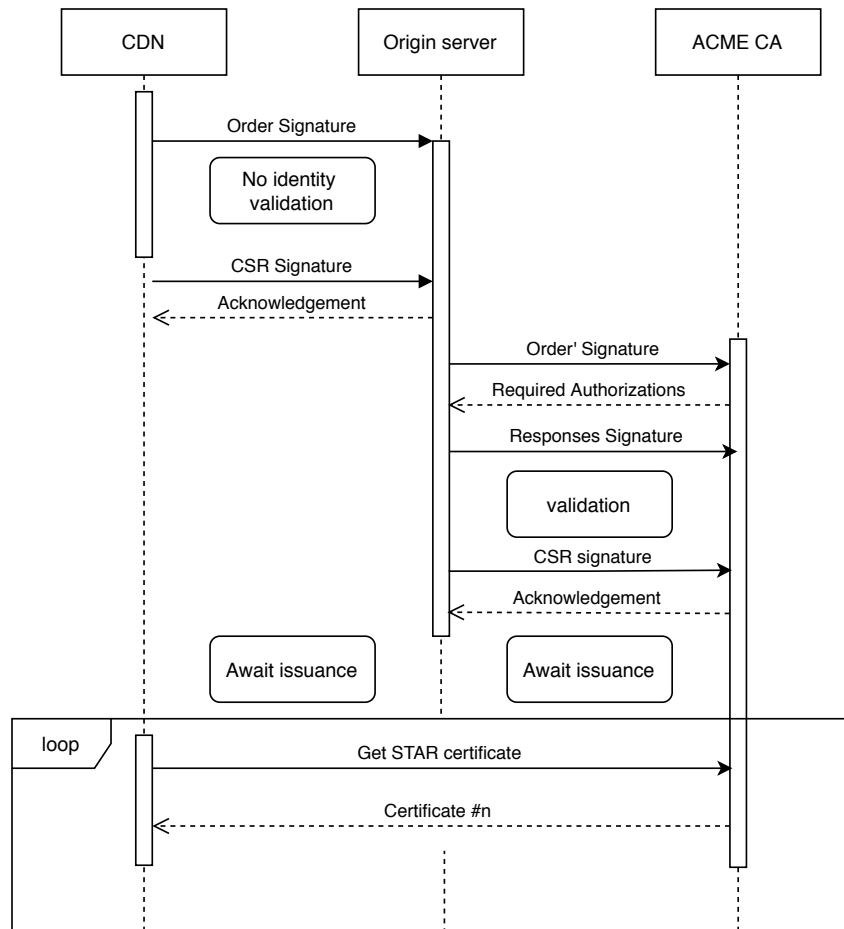 CDN
Origin server
ACME CA
Order Signature
No identity
validation
CSR Signature
Acknowledgement
Order' Signature
Required Authorizations
Responses Signature
validation
CSR signature
Acknowledgement
Await issuance
Await issuance
loop
Get STAR certificate
Certificate #n